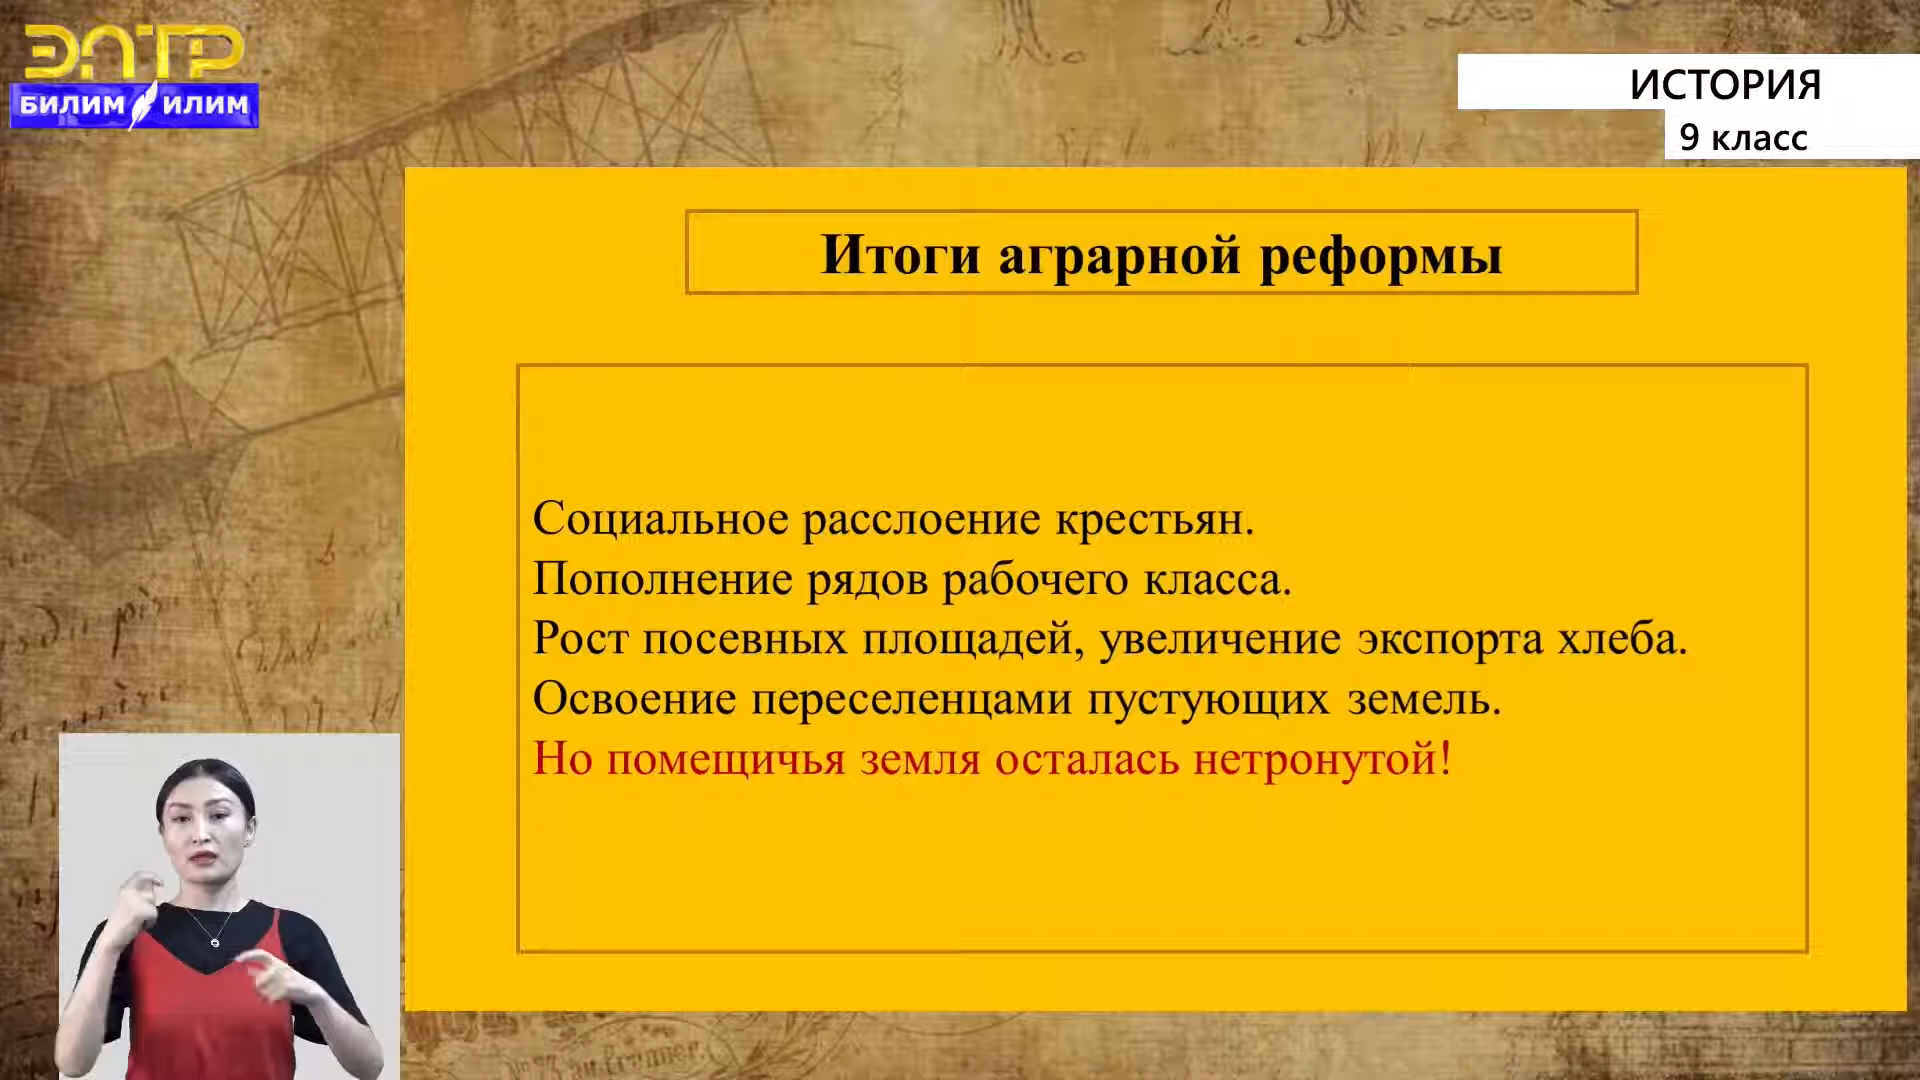 ЭЛТР
БИЛИМ ИЛИМ
ИСТОРИЯ
9 класс
Итоги аграрной реформы
Социальное расслоение крестьян.
Пополнение рядов рабочего класса.
Рост посевных площадей, увеличение экспорта хлеба.
Освоение переселенцами пустующих земель.
Но помещичья земля осталась нетронутой!